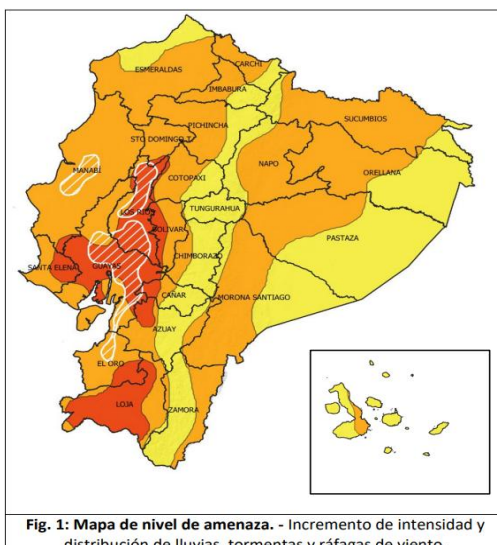 ESMERALDAS
CARCHI
IMBABURA
PICHINCHA
SUCUMBIOS
STO DOMINGO T
MANABÍ
COTOPAXI
NAPO
ORELLANA
LOS RIOS
TUNGURAHUA
BOLIVAR
PASTAZA
SANTA ELENA
GUAYAS
CHIMBORAZO
CAÑAR
MORONA SANTIAGO
AZUAY
EL ORO
LOJA
ZAMORA
Fig. 1: Mapa de nivel de amenaza. - Incremento de intensidad y
distribución de lluvias, tormentas y ráfagas de viento